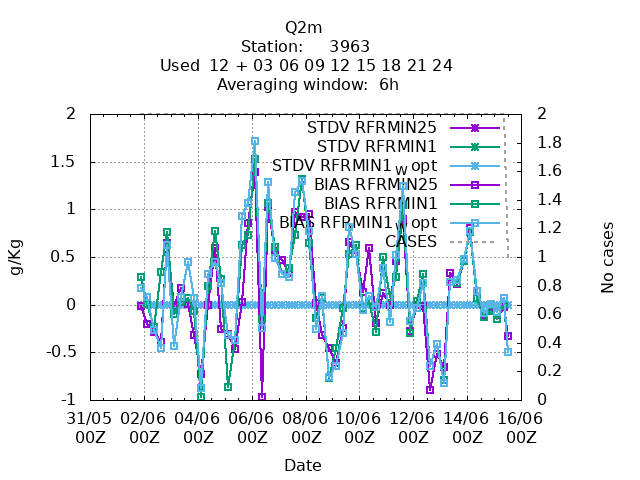 Q2m
Station: 3963
Used 12 + 03 06 09 12 15 18 21 24
Averaging window: 6h
STDV RFRMIN25
STDV RFRMIN1
STDV RFRMIN1_w opt
BIAS RFRMIN25
BIAS RFRMIN1
BIAS RFRMIN1_w opt
CASES
g/Kg
2
1.5
1
0.5
0
-0.5
-1
No cases
2
1.8
1.6
1.4
1.2
1
0.8
0.6
0.4
0.2
0
31/05 02/06 04/06 06/06 08/06 10/06 12/06 14/06 16/06
00Z 00Z 00Z 00Z 00Z 00Z 00Z 00Z 00Z
Date